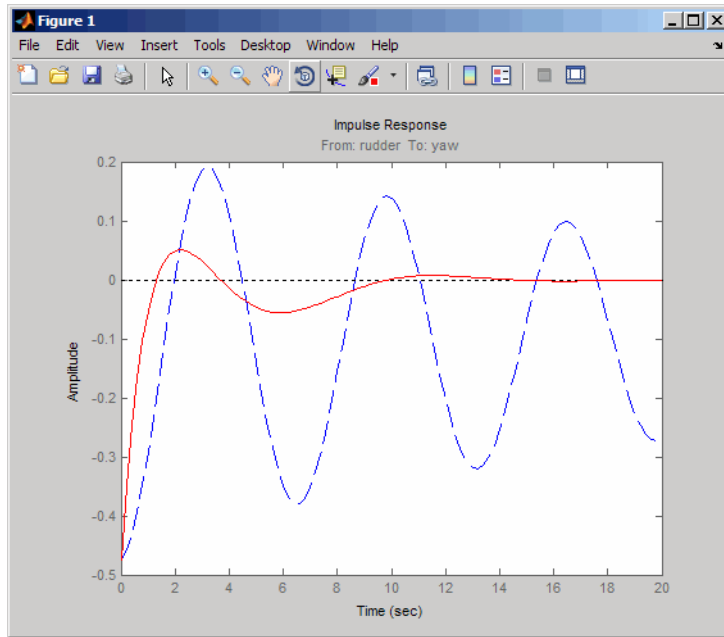 Figure 1
File Edit View Insert Tools Desktop Window Help
Impulse Response
From: rudder To: yaw
0.2
0.1
0
-0.1
-0.2
-0.3
-0.4
-0.5
Amplitude
0 2 4 6 8 10 12 14 16 18 20
Time (sec)